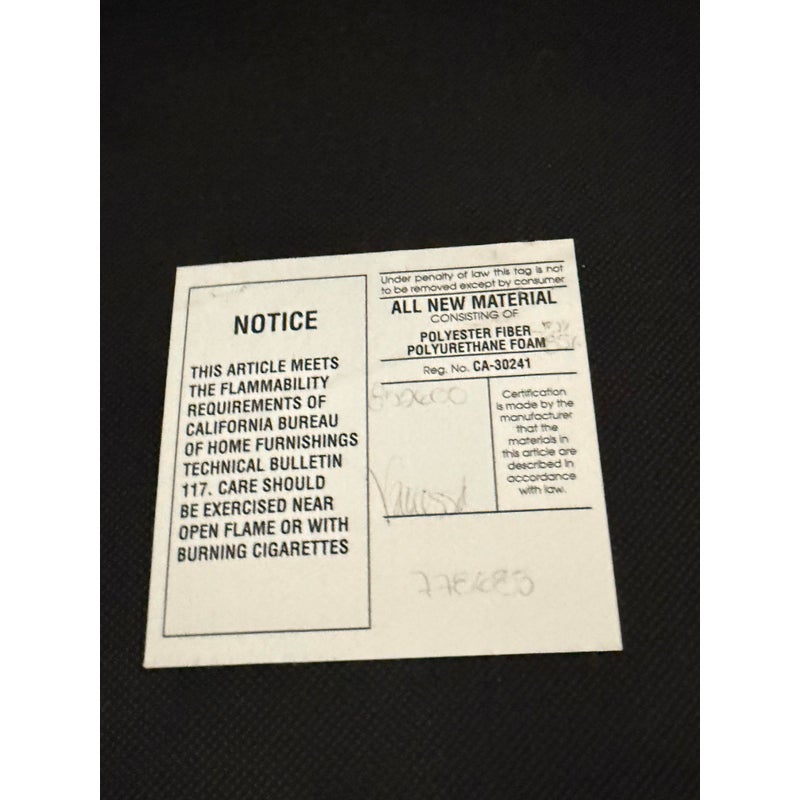 NOTICE
THIS ARTICLE MEETS
THE FLAMMABILITY
REQUIREMENTS OF
CALIFORNIA BUREAU
OF HOME FURNISHINGS
TECHNICAL BULLETIN
117. CARE SHOULD
BE EXERCISED NEAR
OPEN FLAME OR WITH
BURNING CIGARETTES
Under penalty of law this tag is not
to be removed except by consumer
ALL NEW MATERIAL
CONSISTING OF
POLYESTER FIBER
POLYURETHANE FOAM
Reg. No. CA-30241
Certification
is made by the
manufacturer
that the
materials in
this article are
described in
accordance
with law.
Vanessa